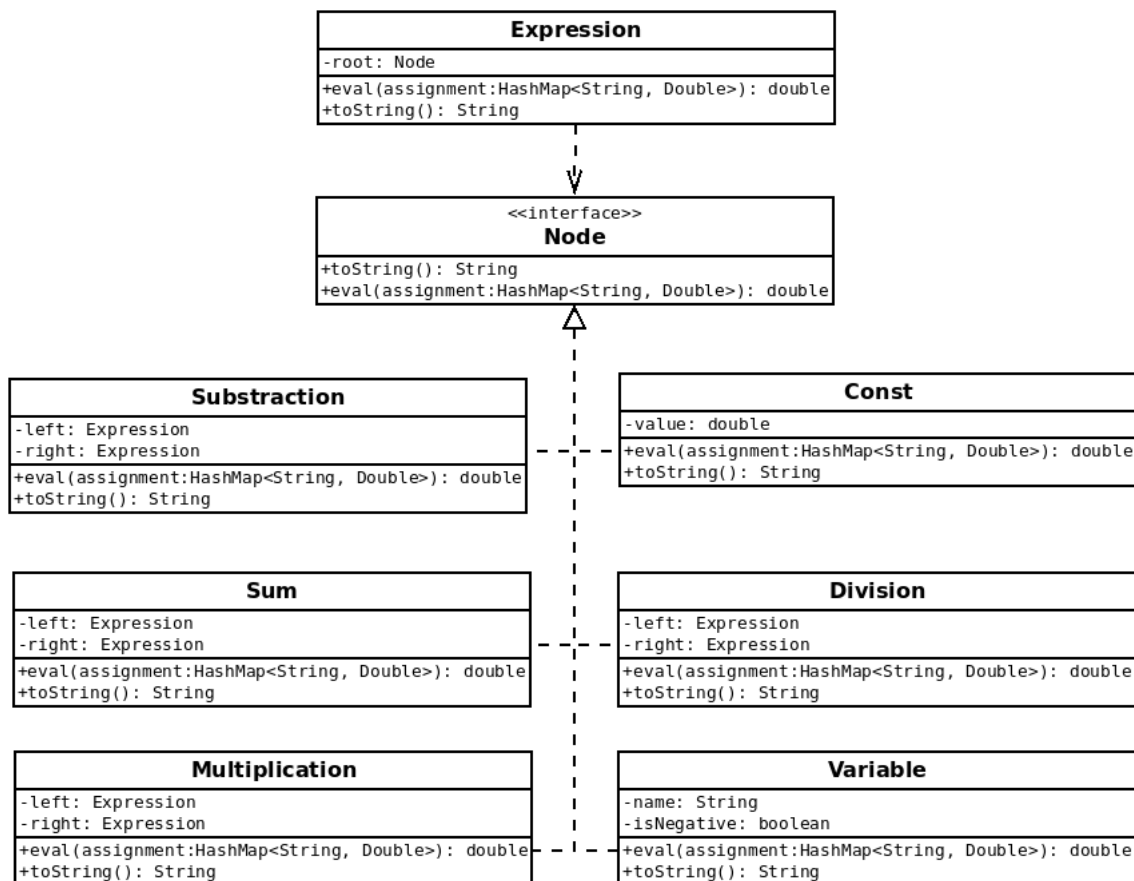 Expression
-root: Node
+eval(assignment:HashMap<String, Double>): double
+toString(): String
<<interface>>
Node
+toString(): String
+eval(assignment:HashMap<String, Double>): double
Substraction
-left: Expression
-right: Expression
+eval(assignment:HashMap<String, Double>): double
+toString(): String
Const
-value: double
+eval(assignment:HashMap<String, Double>): double
+toString(): String
Sum
-left: Expression
-right: Expression
+eval(assignment:HashMap<String, Double>): double
+toString(): String
Division
-left: Expression
-right: Expression
+eval(assignment:HashMap<String, Double>): double
+toString(): String
Multiplication
-left: Expression
-right: Expression
+eval(assignment:HashMap<String, Double>): double
+toString(): String
Variable
-name: String
-isNegative: boolean
+eval(assignment:HashMap<String, Double>): double
+toString(): String